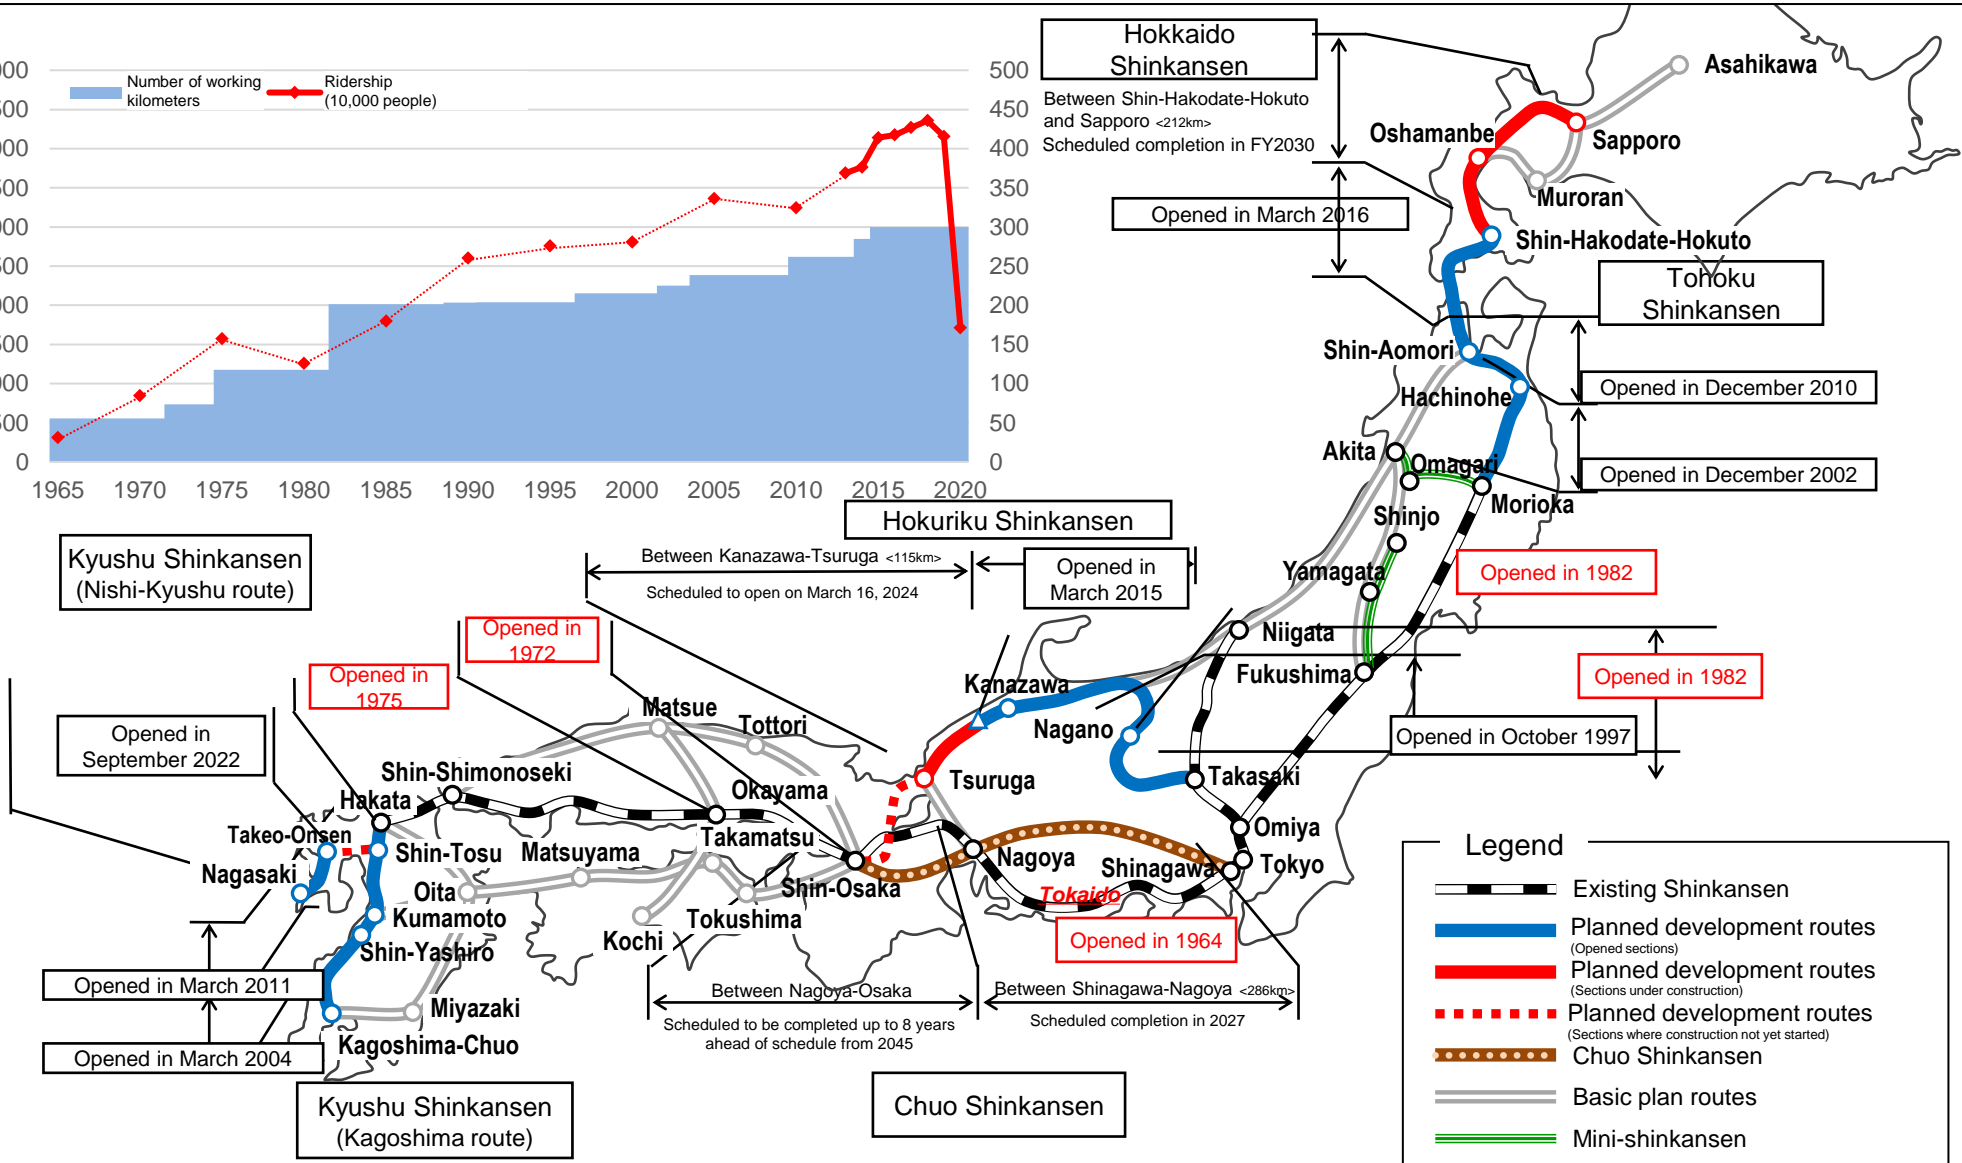 Number of working
kilometers
Ridership
(10,000 people)
000
500
000
500
000
500
000
500
000
500
0
500
450
400
350
300
250
200
150
100
50
0
1965
1970
1975
1980
1985
1990
1995
2000
2005
2010
2015
2020
Hokkaido
Shinkansen
Between Shin-Hakodate-Hokuto
and Sapporo <212km>
Scheduled completion in FY2030
Opened in March 2016
Asahikawa
Oshamanbe
Sapporo
Muroran
Shin-Hakodate-Hokuto
Tohoku
Shinkansen
Shin-Aomori
Hachinohe
Opened in December 2010
Akita
Omagari
Opened in December 2002
Morioka
Shinjo
Yamagata
Opened in 1982
Niigata
Fukushima
Opened in 1982
Opened in October 1997
Hokuriku Shinkansen
Between Kanazawa-Tsuruga <115km>
Scheduled to open on March 16, 2024
Opened in
March 2015
Kyushu Shinkansen
(Nishi-Kyushu route)
Opened in
1972
Opened in
1975
Opened in
September 2022
Kanazawa
Nagano
Tsuruga
Takasaki
Omiya
Tokyo
Shinagawa
Nagoya
Tokaido
Opened in 1964
Matsue
Tottori
Shin-Shimonoseki
Okayama
Hakata
Takamatsu
Takeo-Onsen
Shin-Tosu
Matsuyama
Nagasaki
Oita
Shin-Osaka
Kumamoto
Tokushima
Kochi
Shin-Yashiro
Opened in March 2011
Miyazaki
Kagoshima-Chuo
Opened in March 2004
Kyushu Shinkansen
(Kagoshima route)
Between Nagoya-Osaka
Scheduled to be completed up to 8 years
ahead of schedule from 2045
Between Shinagawa-Nagoya <286km>
Scheduled completion in 2027
Chuo Shinkansen
Legend
Existing Shinkansen
Planned development routes
(Opened sections)
Planned development routes
(Sections under construction)
Planned development routes
(Sections where construction not yet started)
Chuo Shinkansen
Basic plan routes
Mini-shinkansen